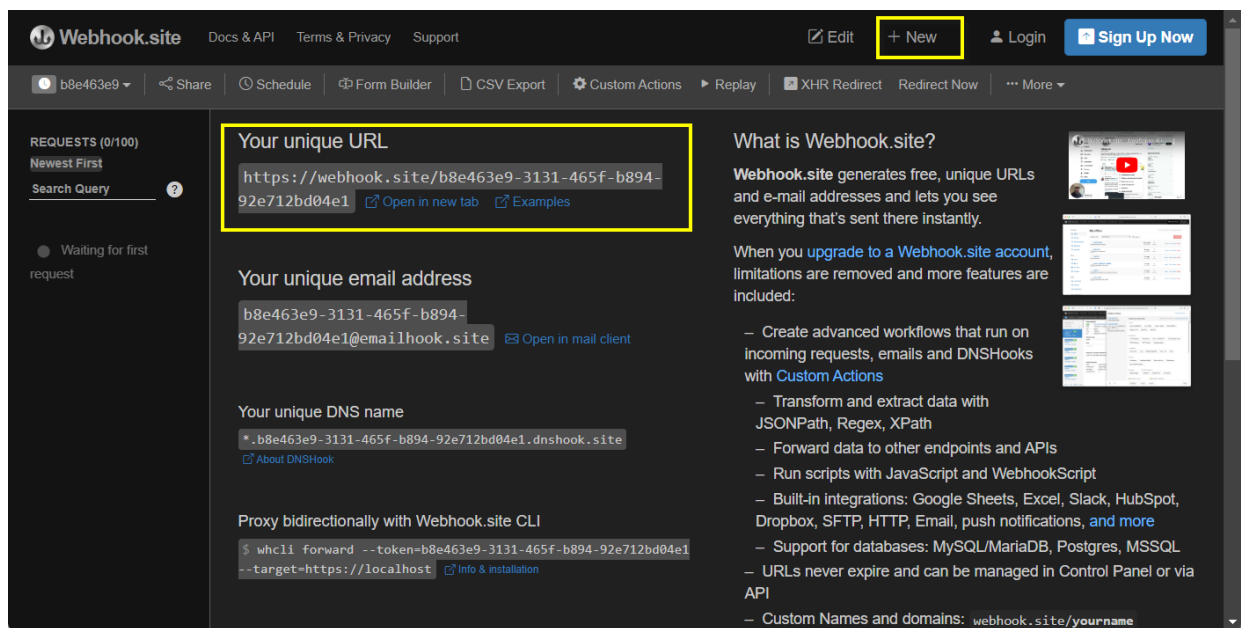 Webhook.site Docs & API Terms & Privacy Support Edit + New Login Sign Up Now
b8e463e9 Share Schedule Form Builder CSV Export Custom Actions Replay XHR Redirect Redirect Now ··· More
REQUESTS (0/100)
Newest First
Search Query ?
Waiting for first
request
Your unique URL
https://webhook.site/b8e463e9-3131-465f-b894-
92e712bd04e1 Open in new tab Examples
Your unique email address
b8e463e9-3131-465f-b894-
92e712bd04e1@emailhook.site Open in mail client
Your unique DNS name
*.b8e463e9-3131-465f-b894-92e712bd04e1.dnshook.site
About DNSHook
Proxy bidirectionally with Webhook.site CLI
$ whcli forward --token=b8e463e9-3131-465f-b894-92e712bd04e1
--target=https://localhost Info & installation
What is Webhook.site?
Webhook.site generates free, unique URLs
and e-mail addresses and lets you see
everything that's sent there instantly.
When you upgrade to a Webhook.site account,
limitations are removed and more features are
included:
– Create advanced workflows that run on
incoming requests, emails and DNSHooks
with Custom Actions
– Transform and extract data with
JSONPath, Regex, XPath
– Forward data to other endpoints and APIs
– Run scripts with JavaScript and WebhookScript
– Built-in integrations: Google Sheets, Excel, Slack, HubSpot,
Dropbox, SFTP, HTTP, Email, push notifications, and more
– Support for databases: MySQL/MariaDB, Postgres, MSSQL
– URLs never expire and can be managed in Control Panel or via
API
– Custom Names and domains: webhook.site/yourname